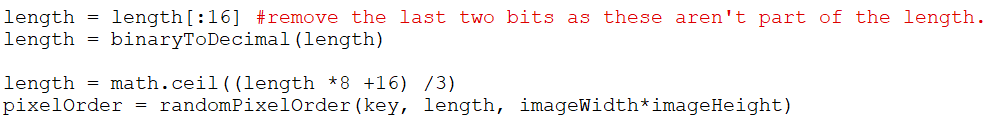 length = length[:16] #remove the last two bits as these aren't part of the length.
length = binaryToDecimal(length)
length = math.ceil((length *8 +16) /3)
pixelOrder = randomPixelOrder(key, length, imageWidth*imageHeight)